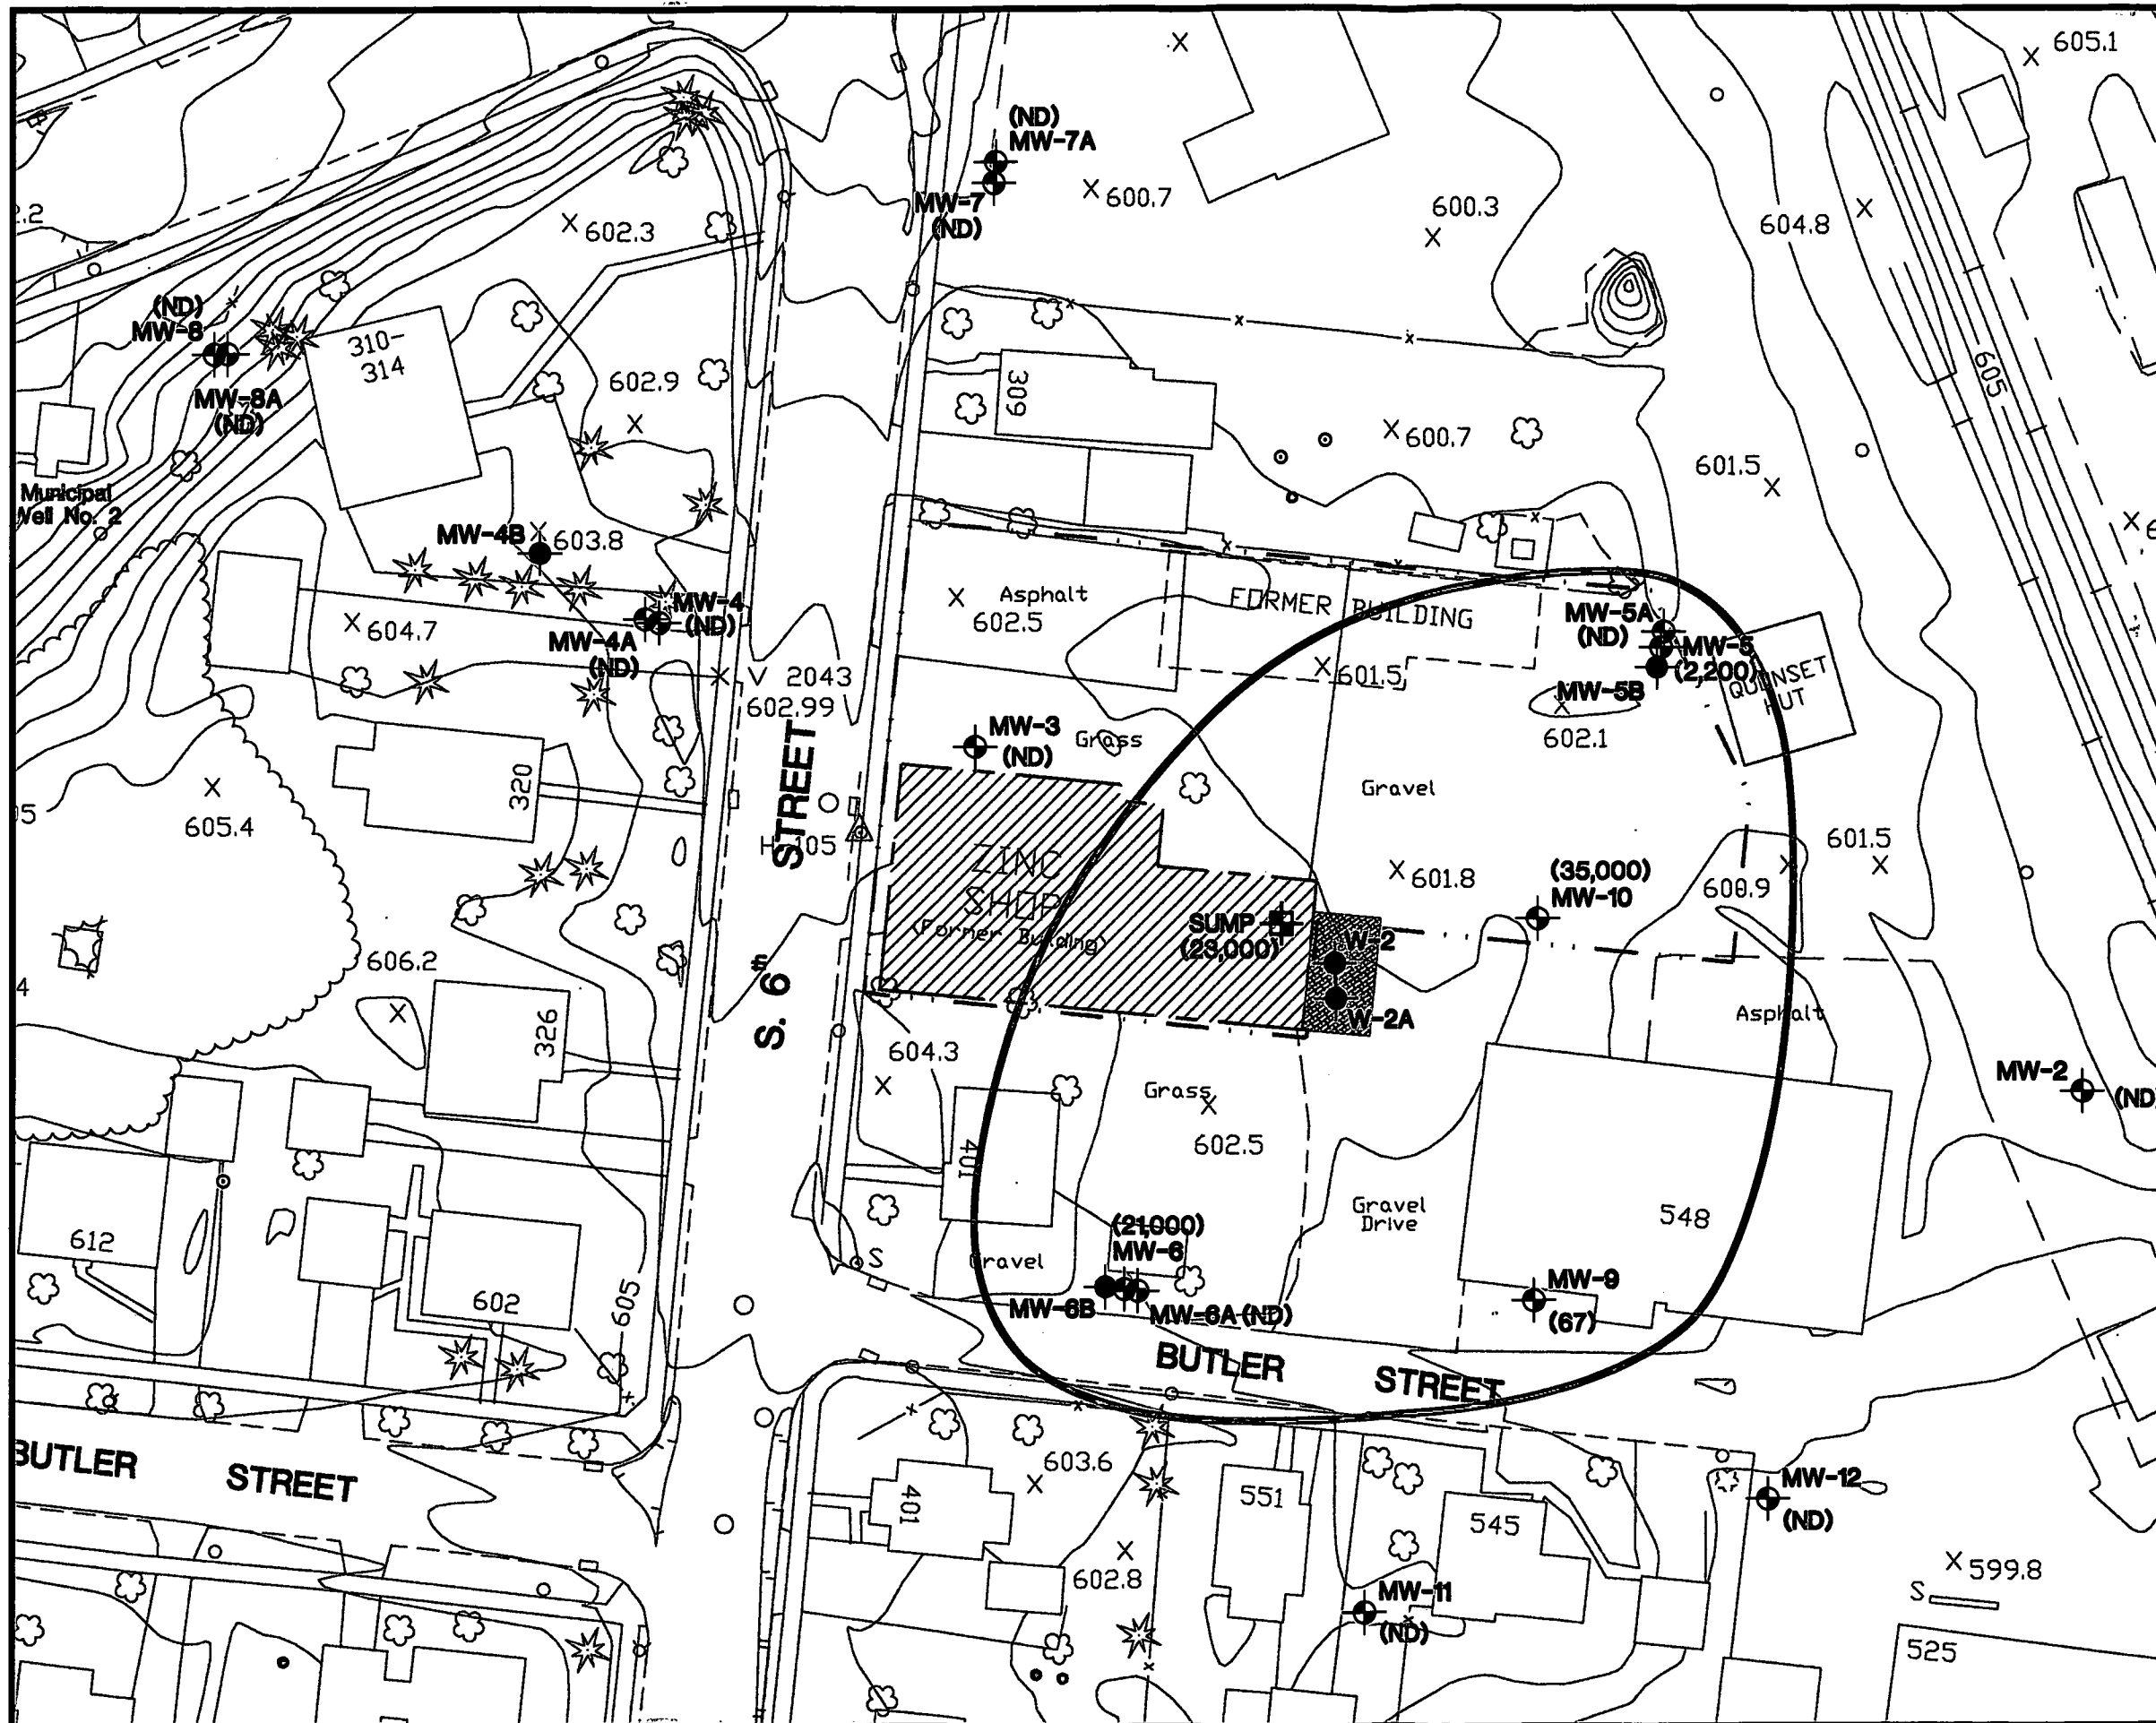 605.1
(ND)
MW-7A
600.7
MW-7
(ND)
600.3
604.8
602.3
(ND)
MW-8
310-
314
MW-8A
(ND)
602.9
309
600.7
601.5
605
Municipal
Well No. 2
MW-4B
603.8
MW-4
(ND)
MW-4A
(ND)
604.7
Asphalt
602.5
FORMER BUILDING
601.5
MW-5A
(ND)
MW-5
(2,200)
MW-5B
QUONSET
HUT
602.1
V 2043
602.99
MW-3
(ND)
Grass
Gravel
320
605.4
S. 6th STREET
ZINC
SHOP
(Former Building)
601.8
(35,000)
MW-10
600.9
601.5
SUMP
(23,000)
W-2
W-2A
606.2
326
604.3
Asphalt
MW-2
(ND)
Grass
602.5
401
Gravel
Drive
548
612
602
605
S
Gravel
(21,000)
MW-6
MW-6B
MW-6A (ND)
MW-9
(67)
BUTLER STREET
BUTLER STREET
603.6
401
551
545
MW-12
(ND)
602.8
MW-11
(ND)
599.8
S
525